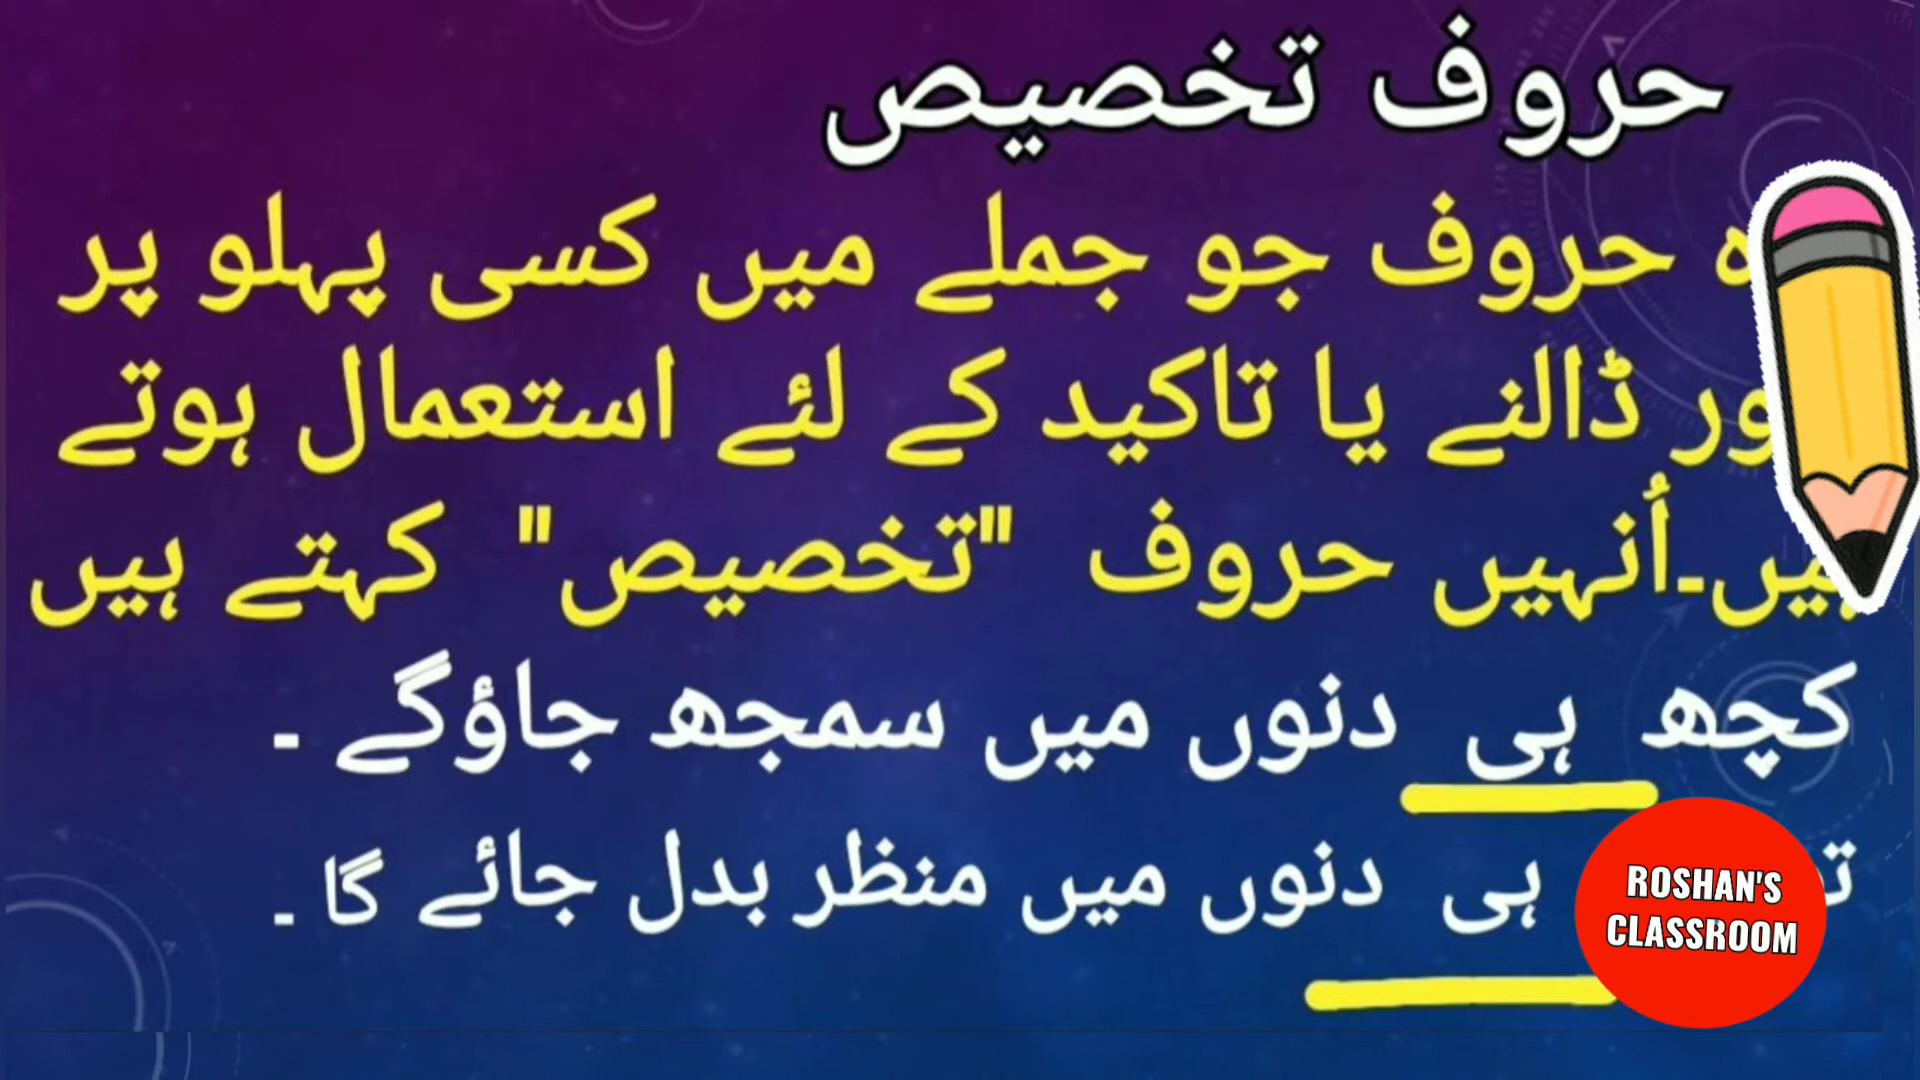 حروف تخصیص
حروف جو جملے میں کسی پہلو پر
ڈالنے یا تاکید کے لئے استعمال ہوتے
ہیں۔اُنہیں حروف "تخصیص" کہتے ہیں
کچھ ہی دنوں میں سمجھ جاؤگے ۔
ہی دنوں میں منظر بدل جائے گا ۔
ROSHAN'S
CLASSROOM